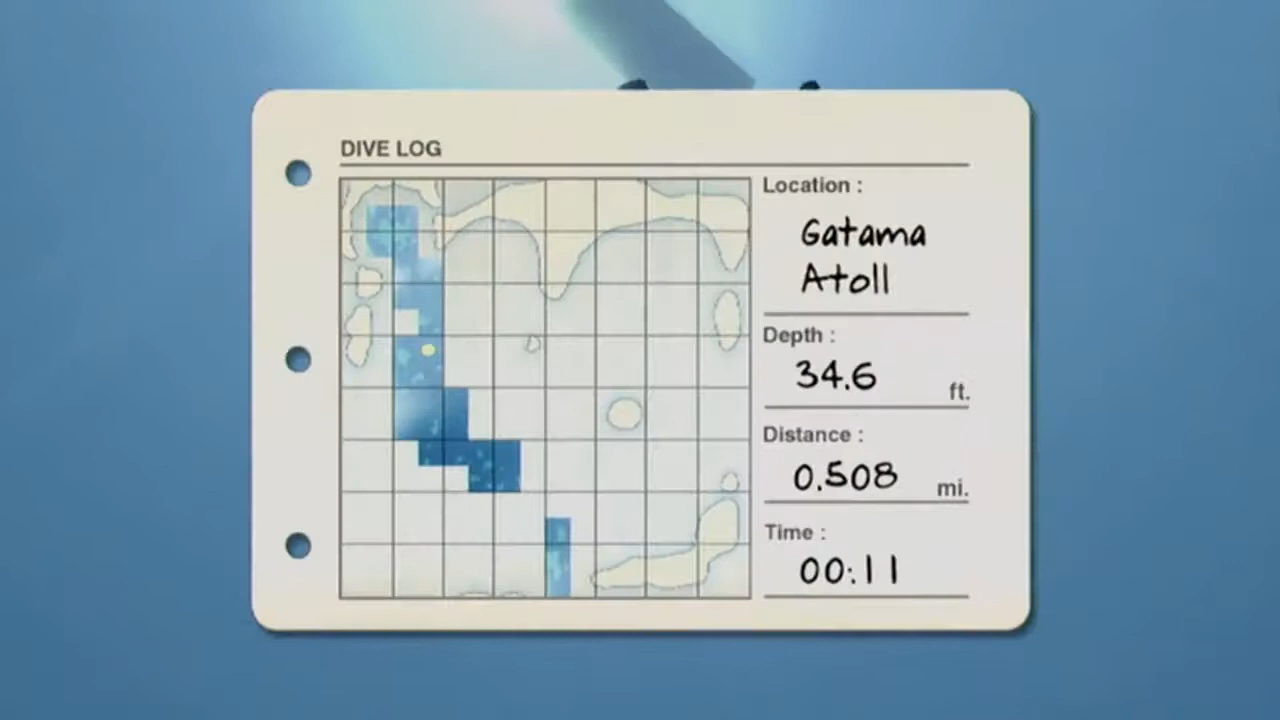 DIVE LOG
Location :
Gatama
Atoll
Depth :
34.6 ft.
Distance :
0.508 mi.
Time :
00:11